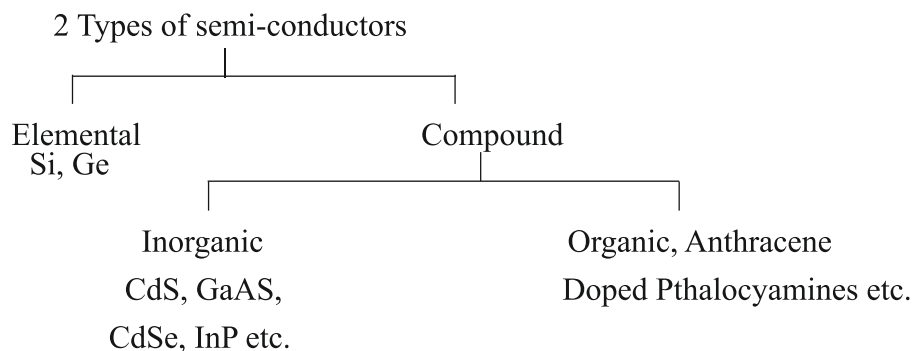 2 Types of semi-conductors
Elemental
Si, Ge
Compound
Inorganic
CdS, GaAS,
CdSe, InP etc.
Organic, Anthracene
Doped Pthalocyamines etc.